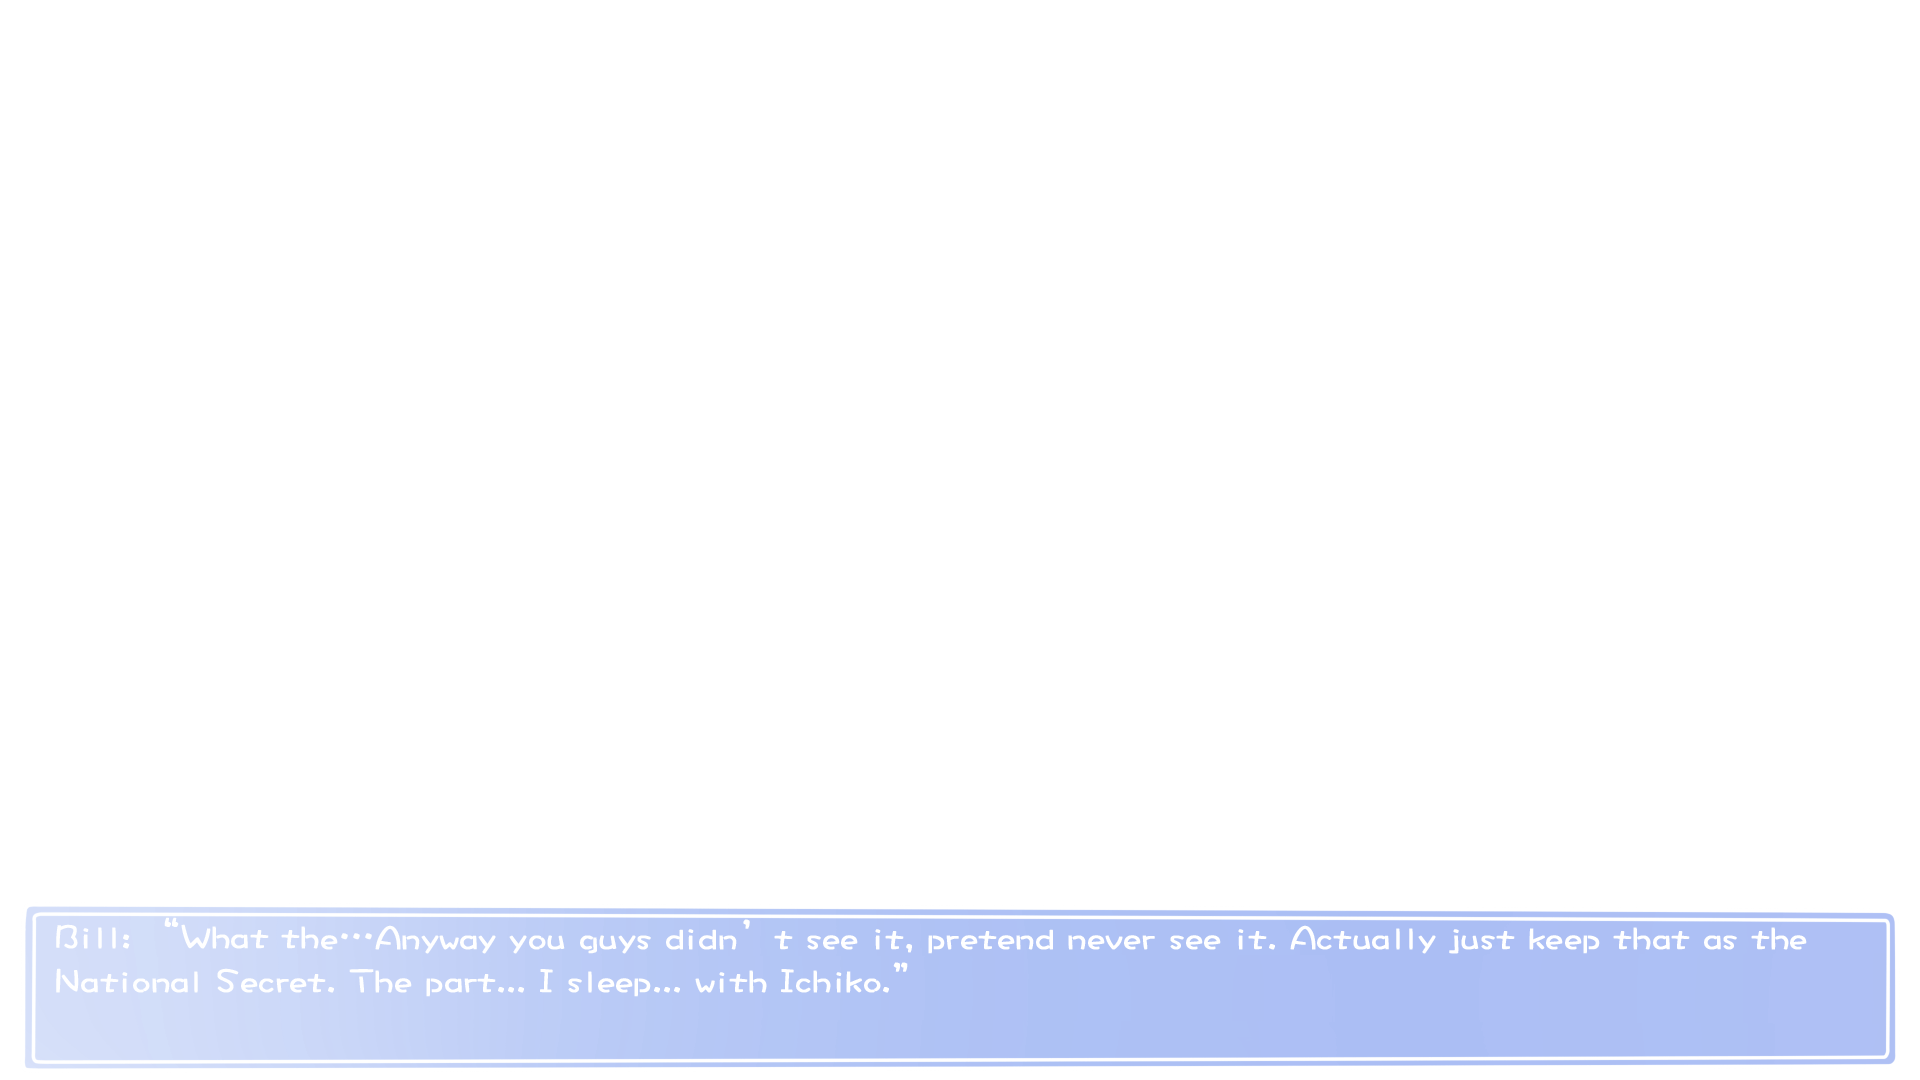 Bill: “What the…Anyway you guys didn’t see it, pretend never see it. Actually just keep that as the
National Secret. The part... I sleep... with Ichiko.”